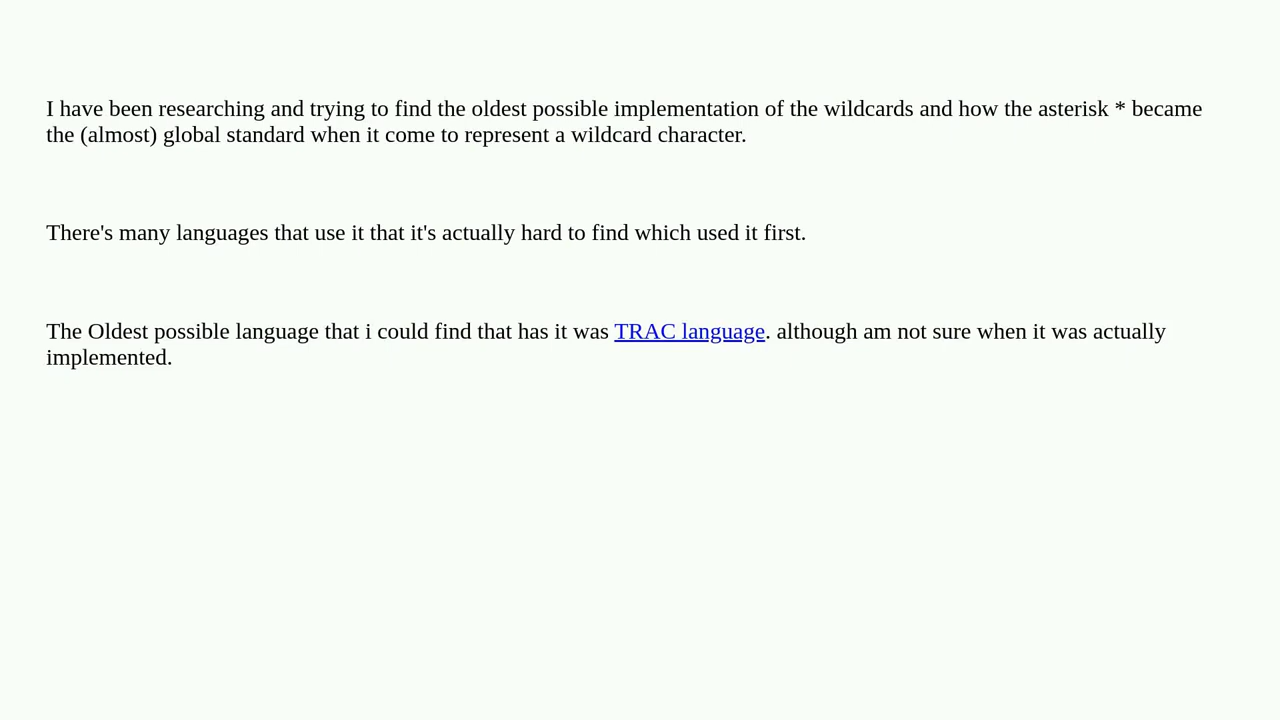 I have been researching and trying to find the oldest possible implementation of the wildcards and how the asterisk * became
the (almost) global standard when it come to represent a wildcard character.
There's many languages that use it that it's actually hard to find which used it first.
The Oldest possible language that i could find that has it was TRAC language. although am not sure when it was actually
implemented.